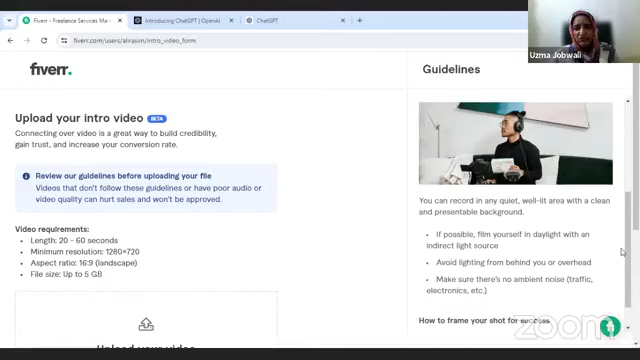 Fiverr - Freelance Services Mar
Introducing ChatGPT | OpenAI
ChatGPT
fiverr.com/users/alirasim/intro_video_form
Uzma Jobwall
fiverr.
Guidelines
Upload your intro video BETA
Connecting over video is a great way to build credibility,
gain trust, and increase your conversion rate.
Review our guidelines before uploading your file
Videos that don't follow these guidelines or have poor audio or
video quality can hurt sales and won't be approved.
Video requirements:
• Length: 20 - 60 seconds
• Minimum resolution: 1280×720
• Aspect ratio: 16:9 (landscape)
• File size: Up to 5 GB
Upload your video
You can record in any quiet, well-lit area with a clean
and presentable background.
• If possible, film yourself in daylight with an
indirect light source
• Avoid lighting from behind you or overhead
• Make sure there's no ambient noise (traffic,
electronics, etc.)
How to frame your shot for success
zoom